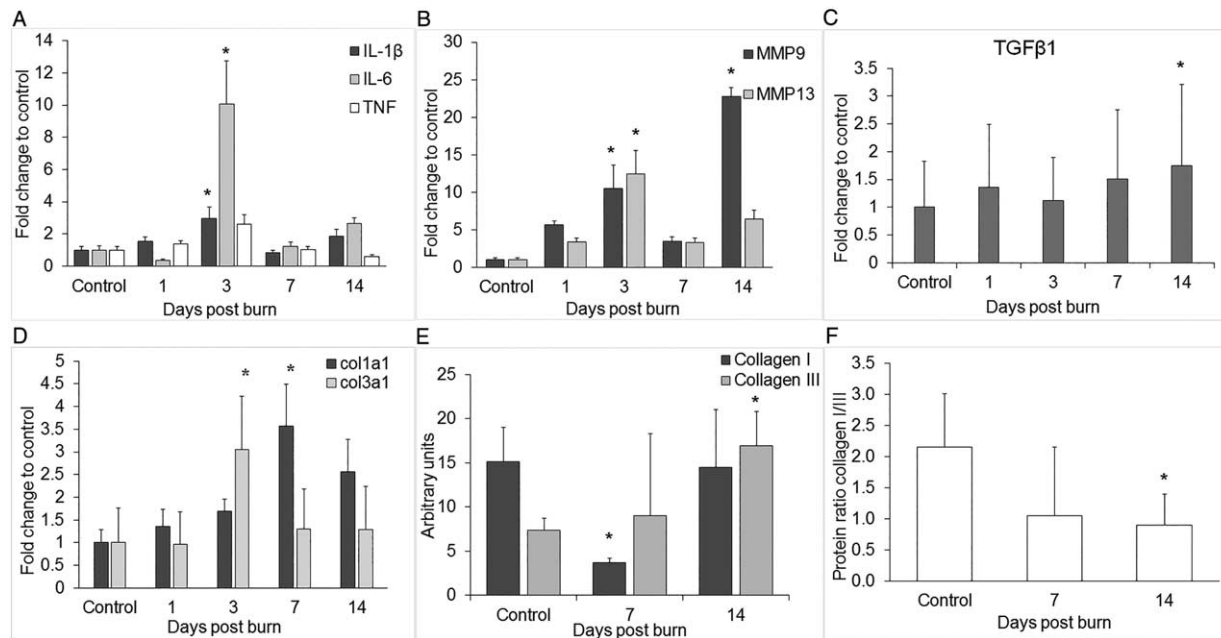 A
Fold change to control
14
12
10
8
6
4
2
0
IL-1β
IL-6
TNF
*
*
Control 1 3 7 14
Days post burn
B
Fold change to control
30
25
20
15
10
5
0
MMP9
MMP13
*
*
*
Control 1 3 7 14
Days post burn
C
TGFβ1
Fold change to control
3.5
3
2.5
2
1.5
1
0.5
0
*
Control 1 3 7 14
Days post burn
D
Fold change to control
5
4.5
4
3.5
3
2.5
2
1.5
1
0.5
0
col1a1
col3a1
*
*
Control 1 3 7 14
Days post burn
E
Arbitrary units
25
20
15
10
5
0
Collagen I
Collagen III
*
*
Control 7 14
Days post burn
F
Protein ratio collagen I/III
3.5
3.0
2.5
2.0
1.5
1.0
0.5
0.0
*
Control 7 14
Days post burn